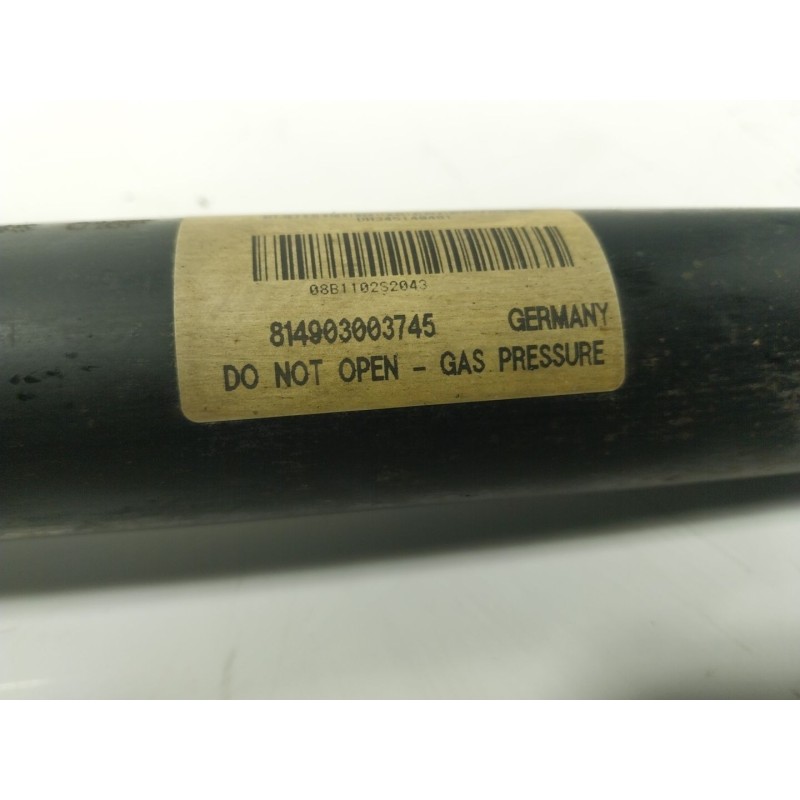 08B1102S2043
814903003745 GERMANY
DO NOT OPEN - GAS PRESSURE